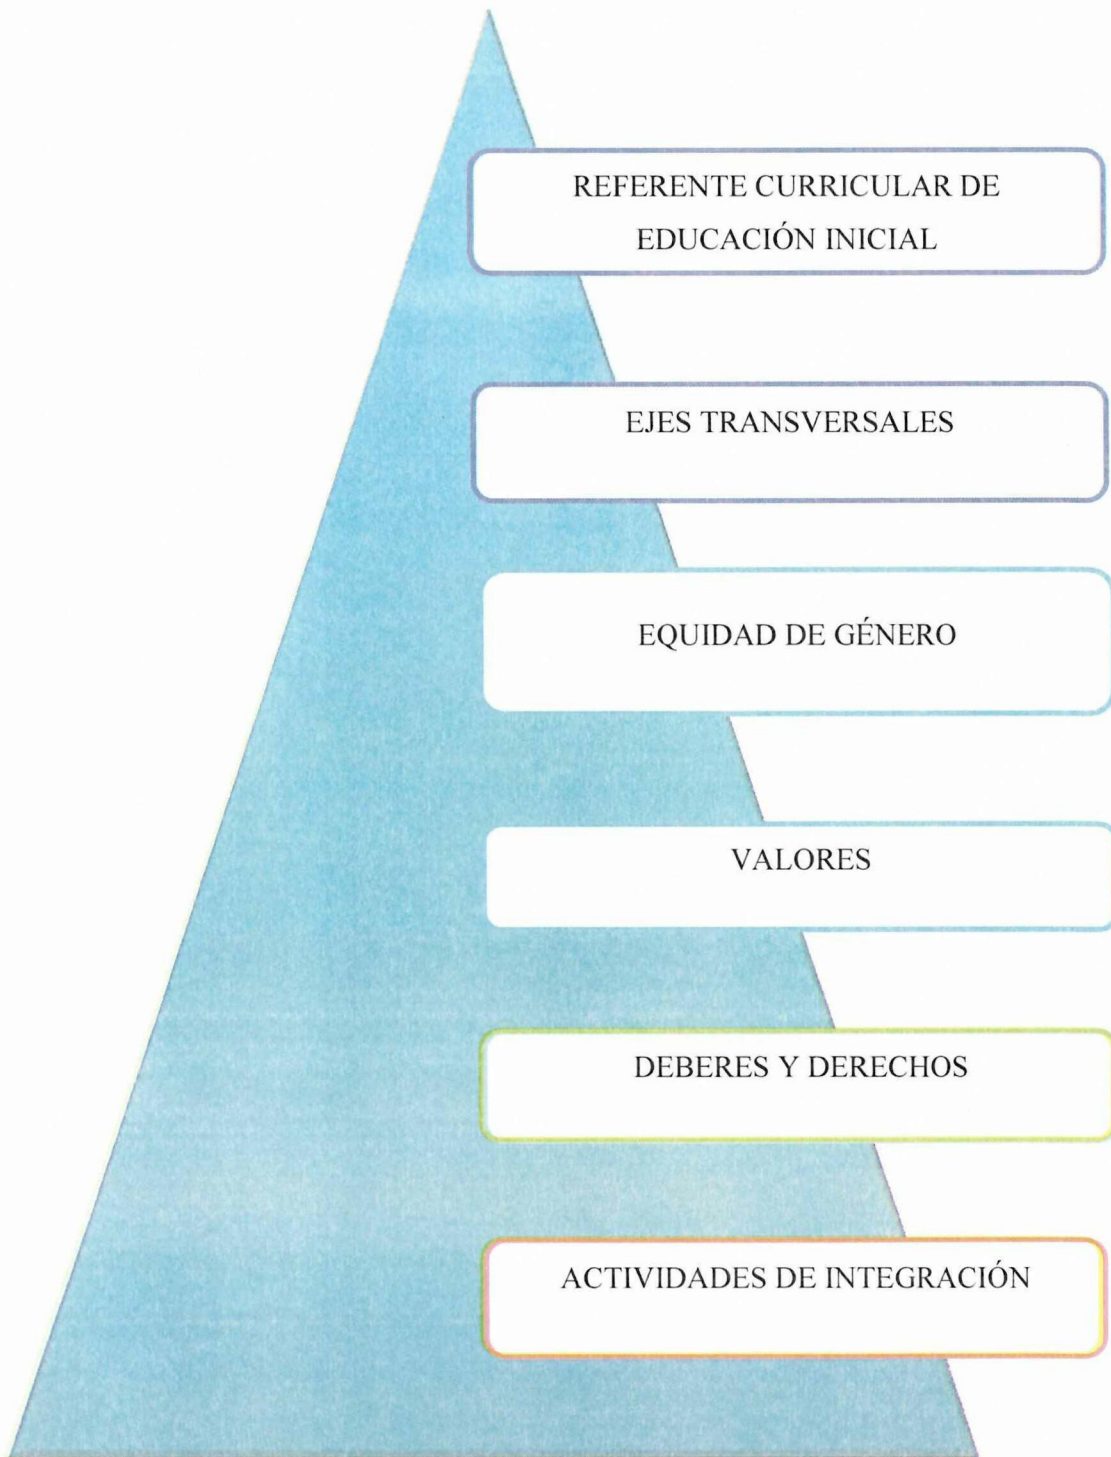 REFERENTE CURRICULAR DE
EDUCACIÓN INICIAL
EJES TRANSVERSALES
EQUIDAD DE GÉNERO
VALORES
DEBERES Y DERECHOS
ACTIVIDADES DE INTEGRACIÓN